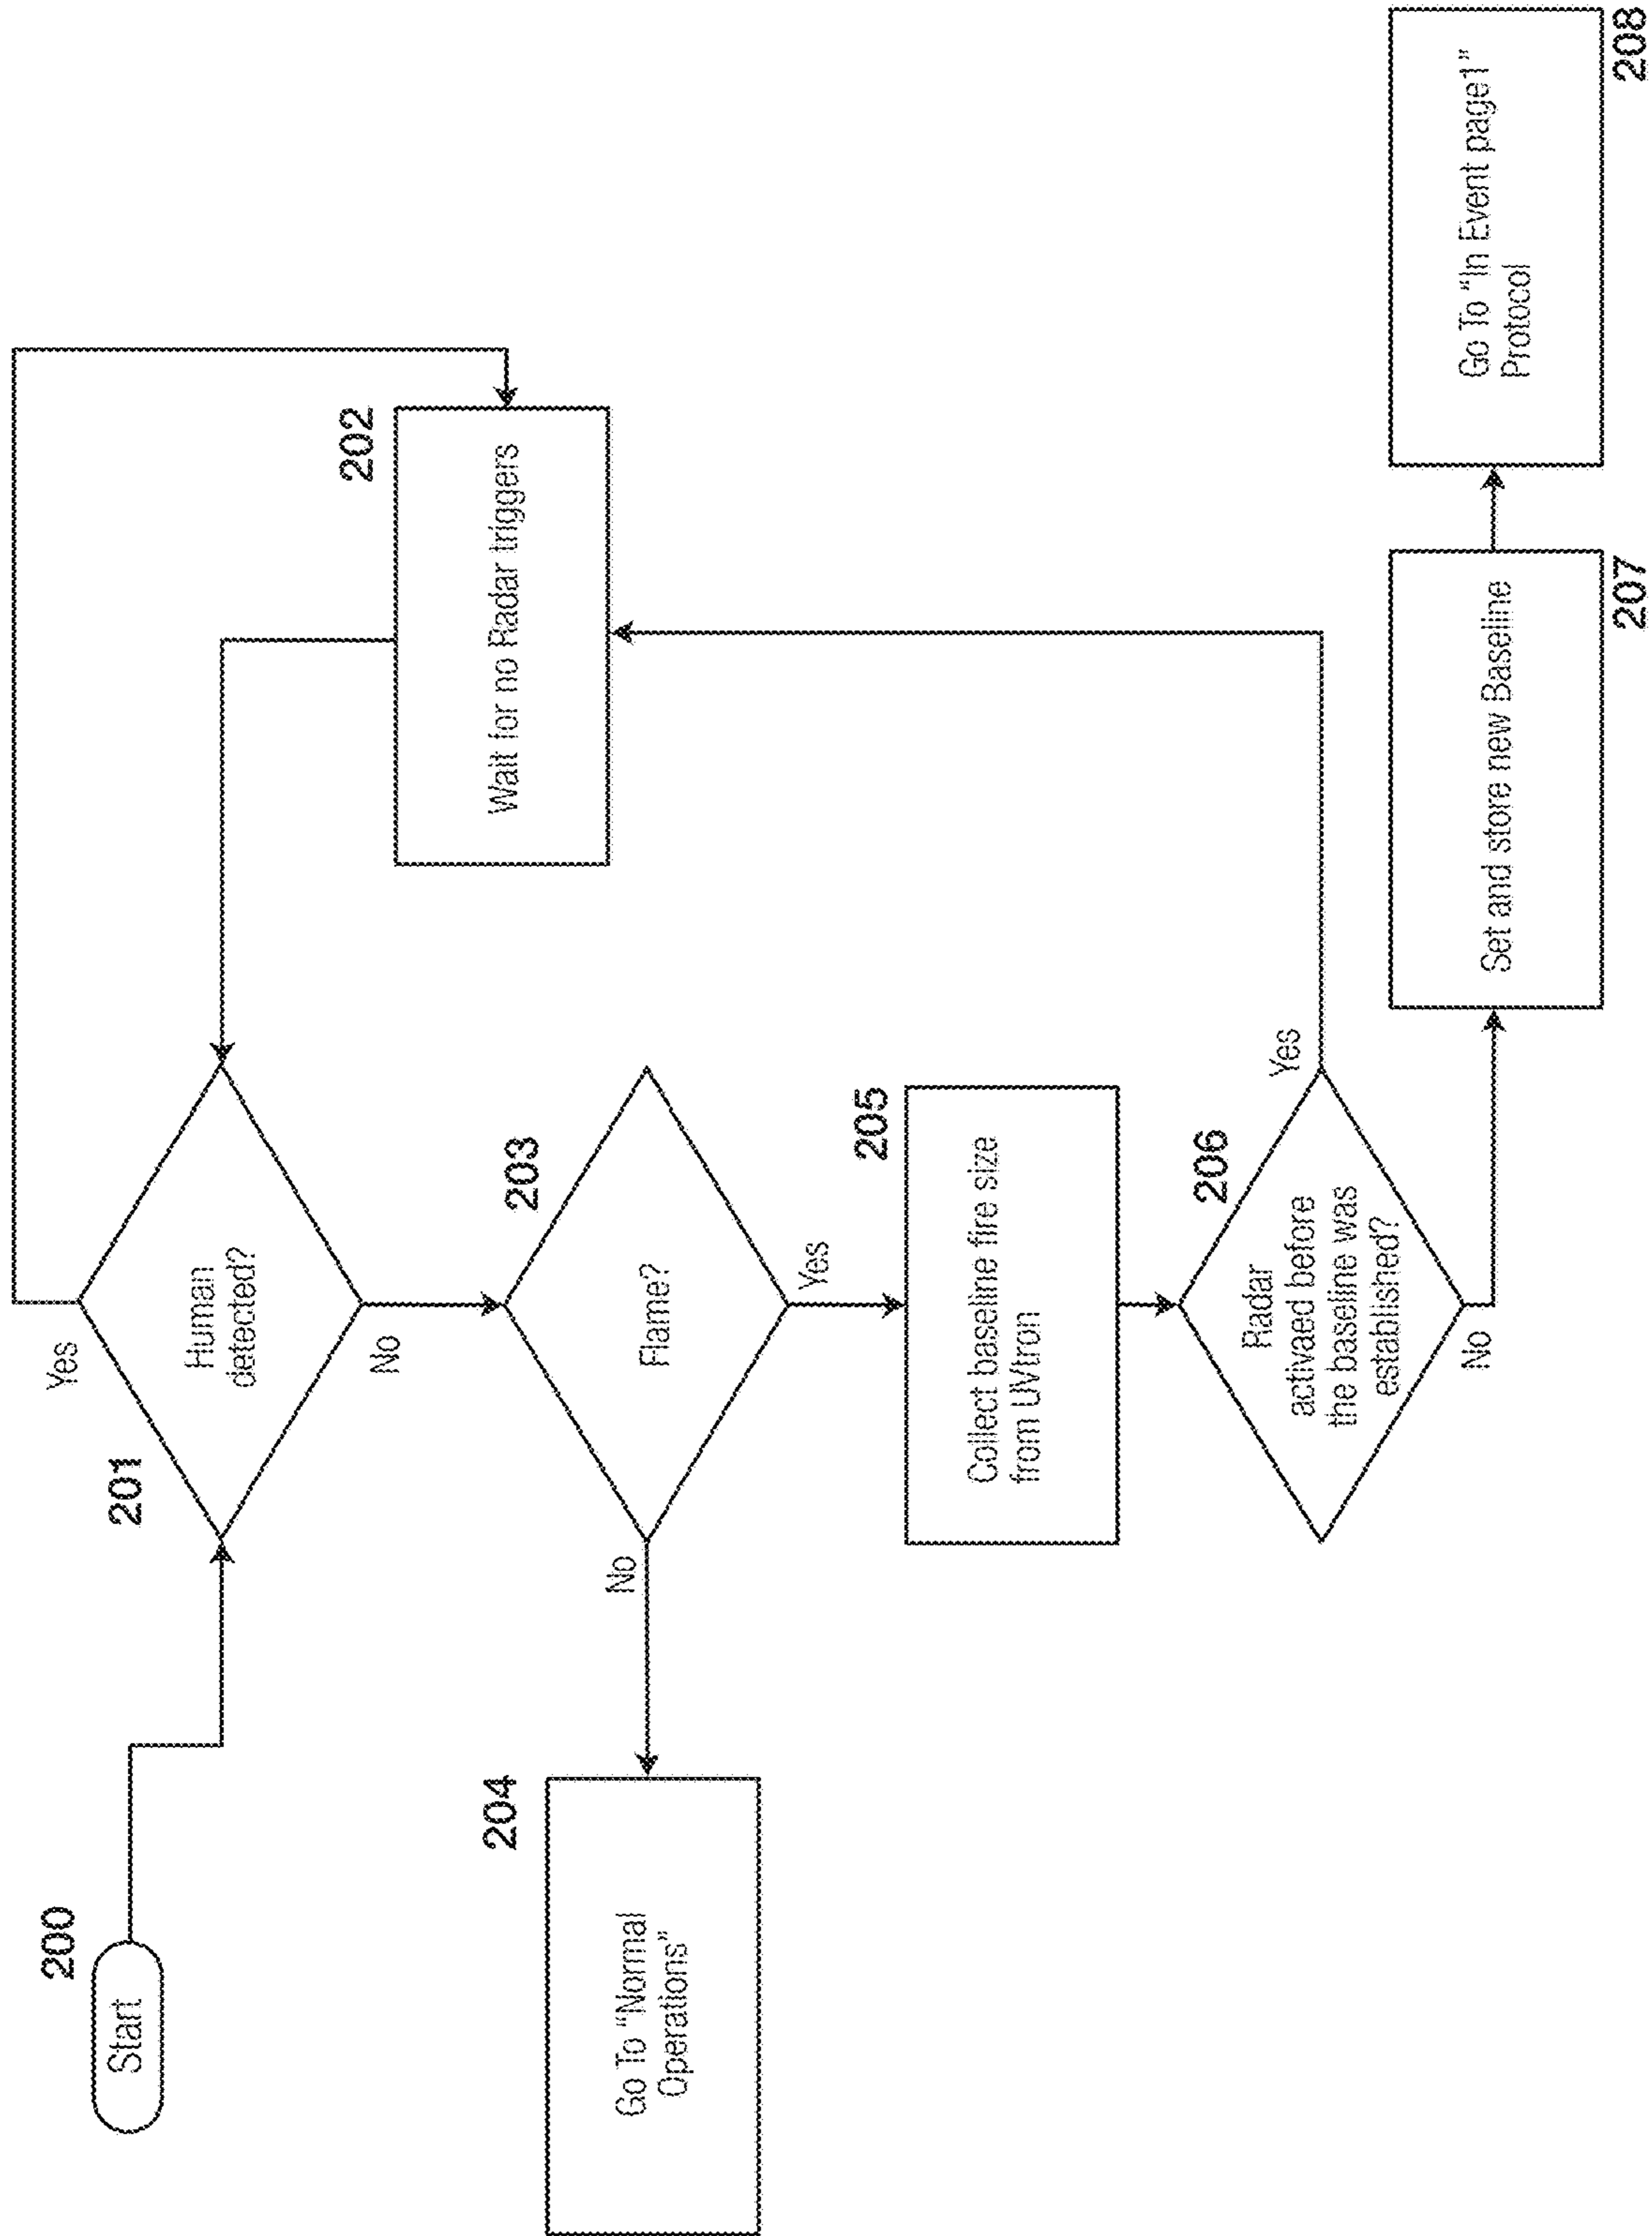 200
Start
201
Human
detected?
Yes
No
202
Wait for no Radar triggers
203
Flame?
No
Yes
204
Go To "Normal
Operations"
205
Collect baseline fire size
from UVtron
206
Radar
activaed before
the baseline was
established?
Yes
No
Set and store new Baseline
207
Go To "In Event page1"
Protocol
208